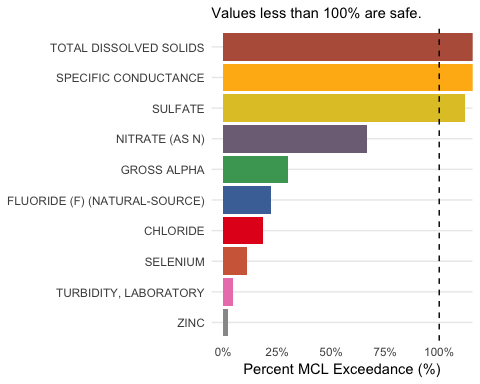 Values less than 100% are safe.
TOTAL DISSOLVED SOLIDS
SPECIFIC CONDUCTANCE
SULFATE
NITRATE (AS N)
GROSS ALPHA
FLUORIDE (F) (NATURAL-SOURCE)
CHLORIDE
SELENIUM
TURBIDITY, LABORATORY
ZINC
0% 25% 50% 75% 100%
Percent MCL Exceedance (%)